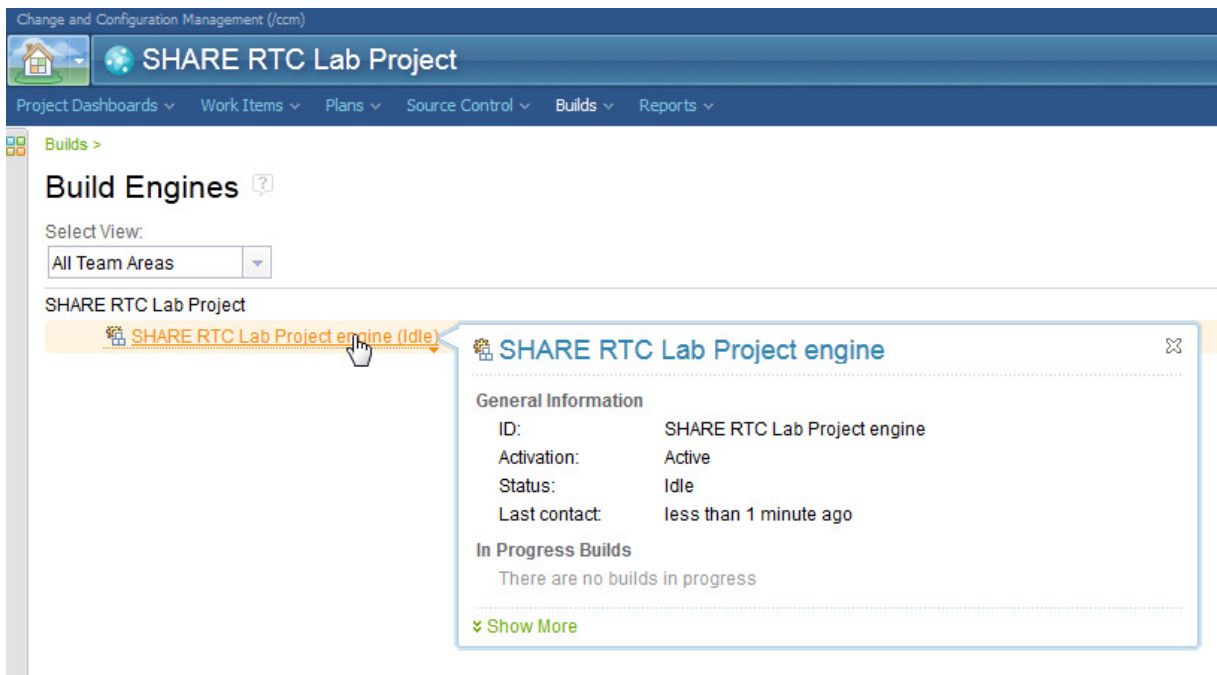 Change and Configuration Management (/ccm)
SHARE RTC Lab Project
Project Dashboards Work Items Plans Source Control Builds Reports
Builds >
Build Engines ?
Select View:
All Team Areas
SHARE RTC Lab Project
SHARE RTC Lab Project engine (Idle)
SHARE RTC Lab Project engine
General Information
ID: SHARE RTC Lab Project engine
Activation: Active
Status: Idle
Last contact: less than 1 minute ago
In Progress Builds
There are no builds in progress
Show More